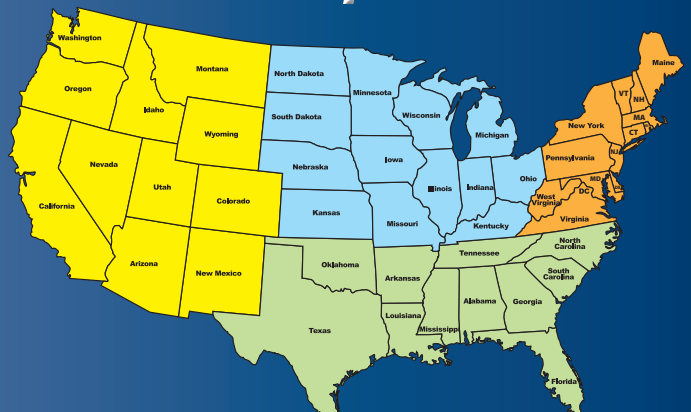 Washington
Maine
Montana
North Dakota
Minnesota
Oregon
VT
NH
Idaho
South Dakota
Wisconsin
MA
Wyoming
New York
CT
Michigan
Nebraska
Iowa
Pennsylvania
NJ
Nevada
Utah
Colorado
Illinois
Indiana
Ohio
MD
DC
West
Virginia
California
Kansas
Missouri
Kentucky
Virginia
North
Carolina
Tennessee
Oklahoma
Arizona
New Mexico
Arkansas
South
Carolina
Alabama
Georgia
Louisiana
Mississippi
Texas
Florida